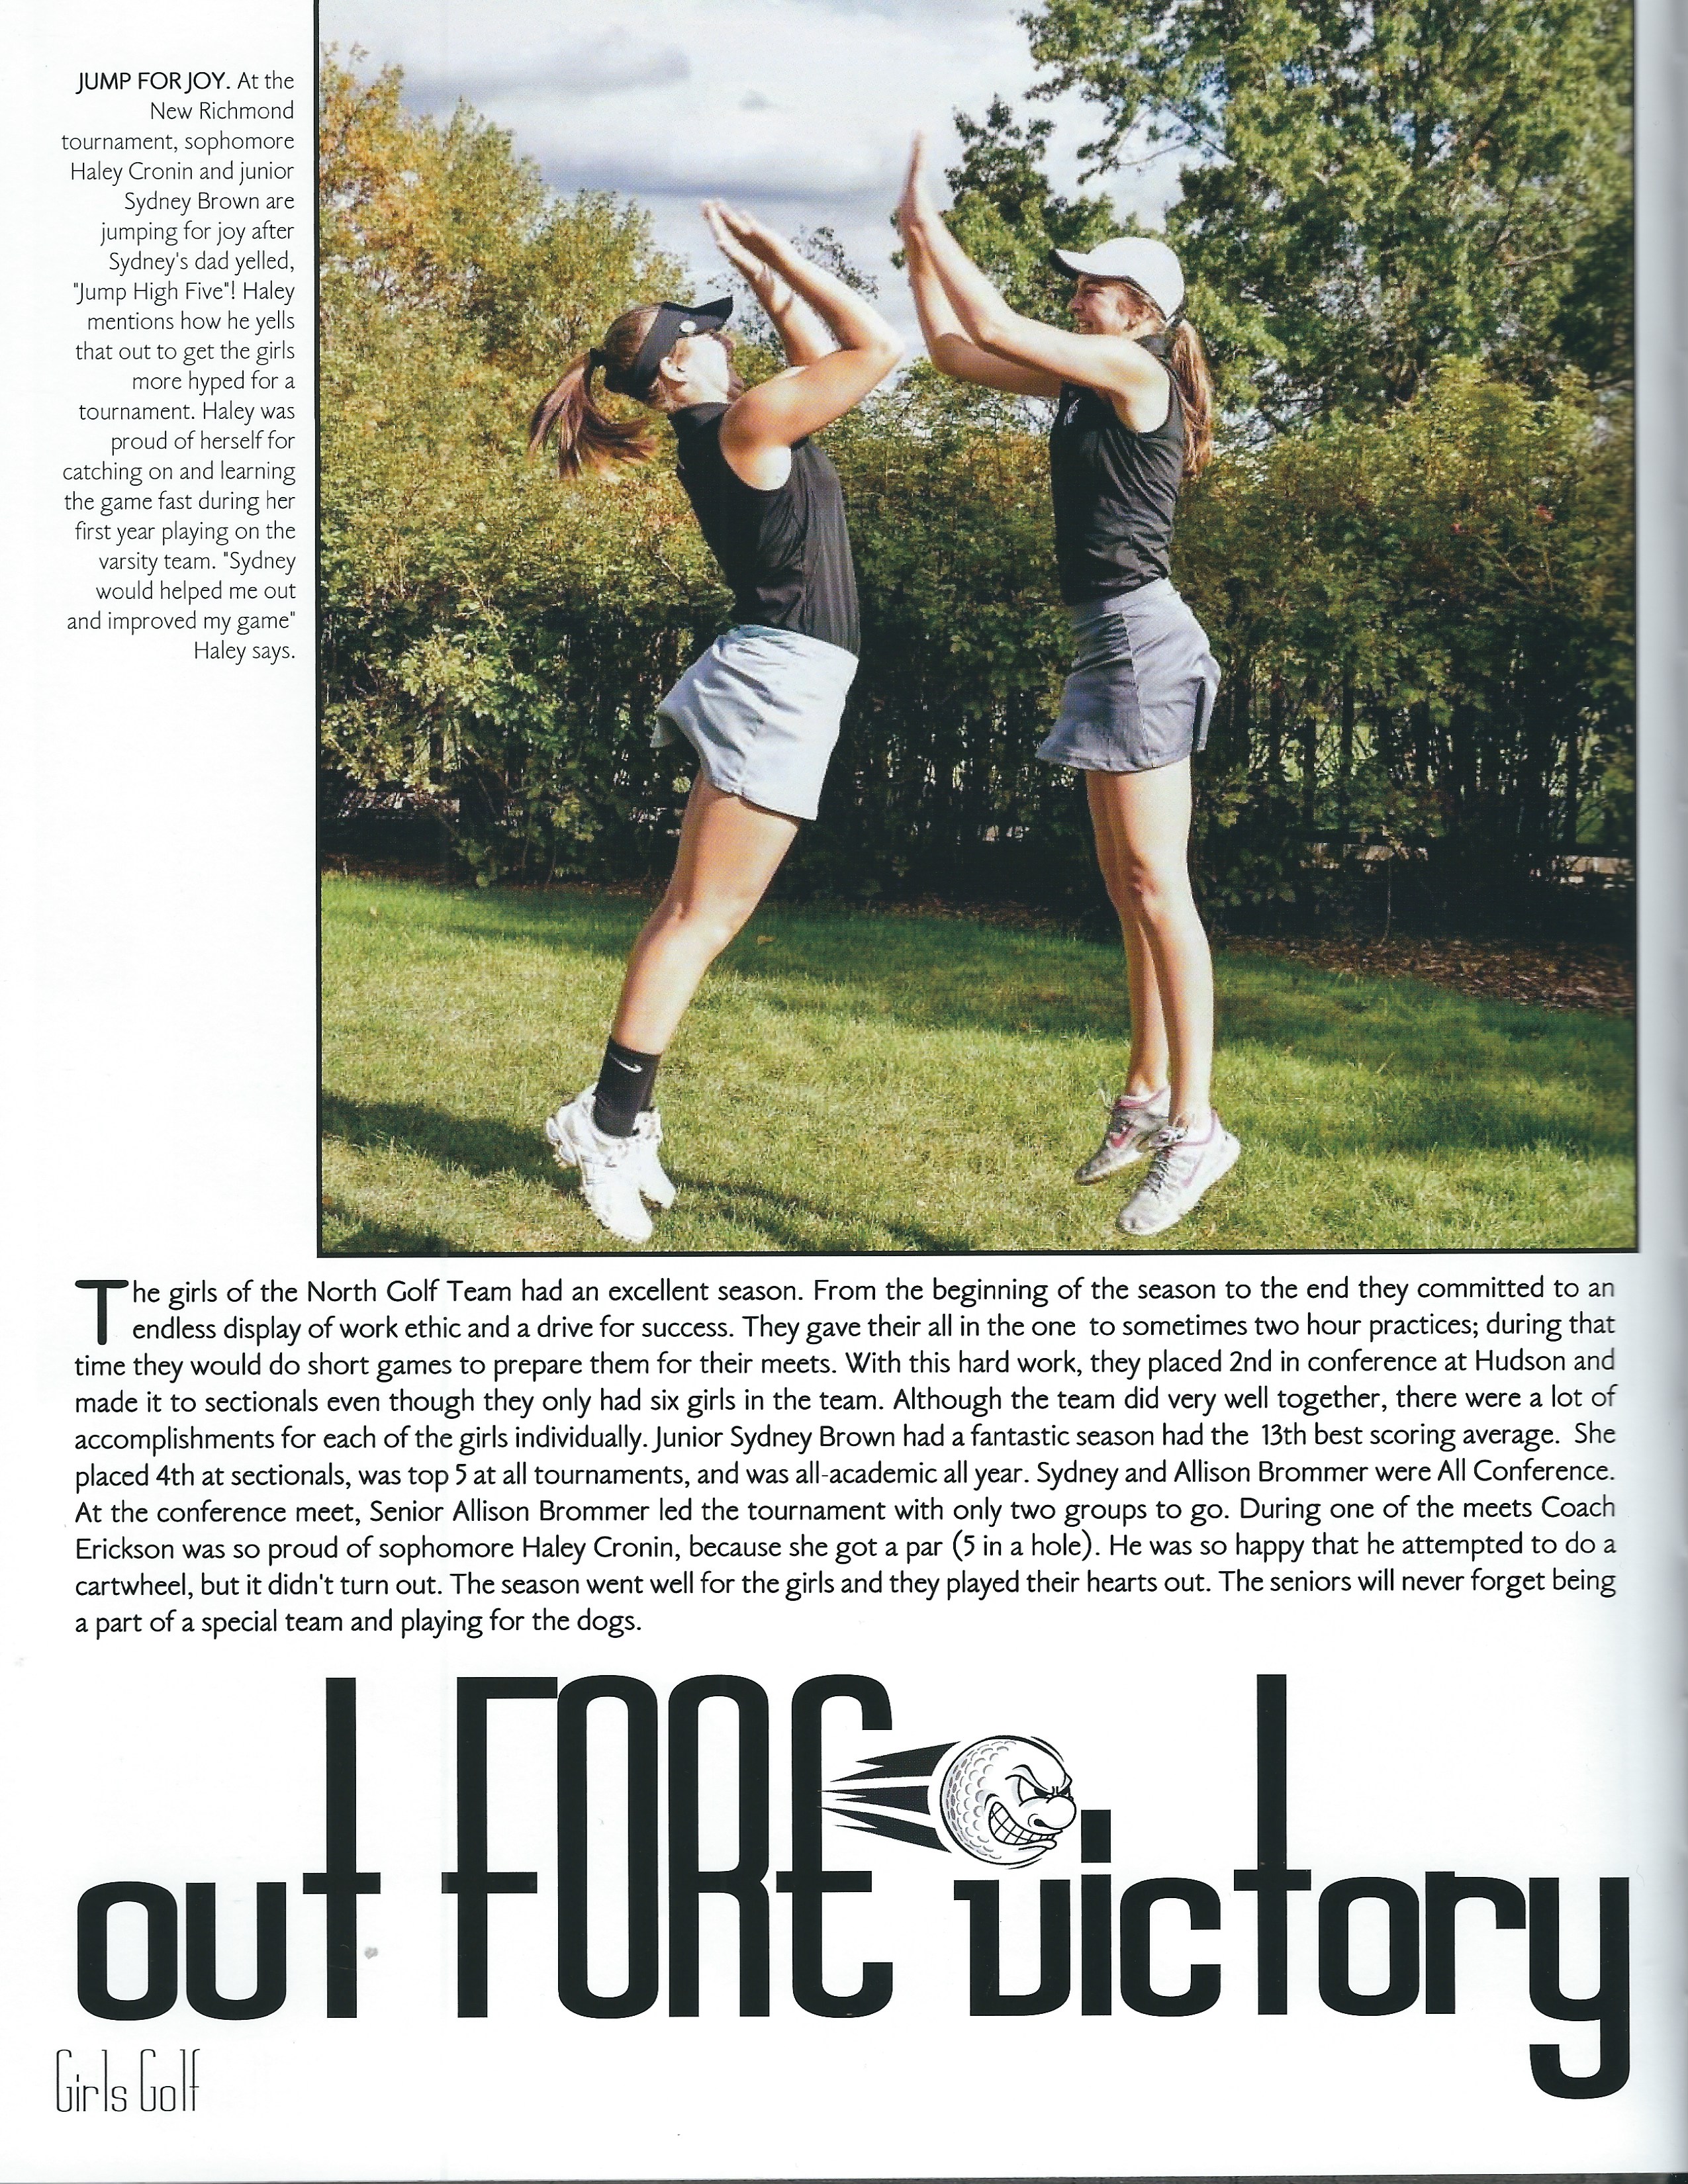 JUMP FOR JOY. At the
New Richmond
tournament, sophomore
Haley Cronin and junior
Sydney Brown are
jumping for joy after
Sydney's dad yelled,
"Jump High Five"! Haley
mentions how he yells
that out to get the girls
more hyped for a
tournament. Haley was
proud of herself for
catching on and learning
the game fast during her
first year playing on the
varsity team. "Sydney
would helped me out
and improved my game"
Haley says.
The girls of the North Golf Team had an excellent season. From the beginning of the season to the end they committed to an
endless display of work ethic and a drive for success. They gave their all in the one to sometimes two hour practices; during that
time they would do short games to prepare them for their meets. With this hard work, they placed 2nd in conference at Hudson and
made it to sectionals even though they only had six girls in the team. Although the team did very well together, there were a lot of
accomplishments for each of the girls individually. Junior Sydney Brown had a fantastic season had the 13th best scoring average. She
placed 4th at sectionals, was top 5 at all tournaments, and was all-academic all year. Sydney and Allison Brommer were All Conference.
At the conference meet, Senior Allison Brommer led the tournament with only two groups to go. During one of the meets Coach
Erickson was so proud of sophomore Haley Cronin, because she got a par (5 in a hole). He was so happy that he attempted to do a
cartwheel, but it didn't turn out. The season went well for the girls and they played their hearts out. The seniors will never forget being
a part of a special team and playing for the dogs.
out FORE victory
Girls Golf